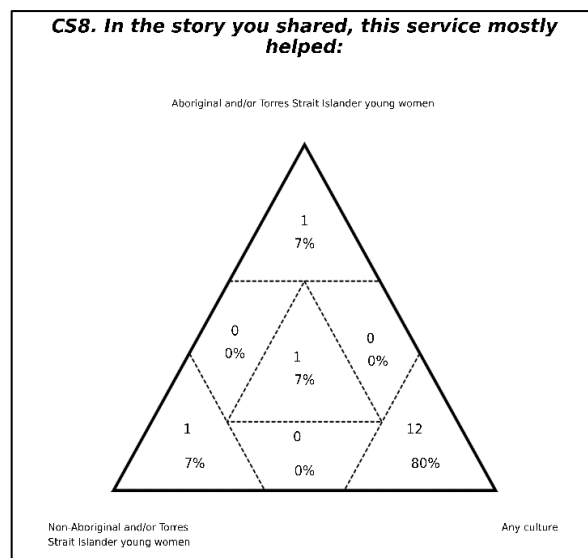 CS8. In the story you shared, this service mostly
helped:
Aboriginal and/or Torres Strait Islander young women
1
7%
0
0%
0
0%
1
7%
1
7%
0
0%
12
80%
Non-Aboriginal and/or Torres
Strait Islander young women
Any culture